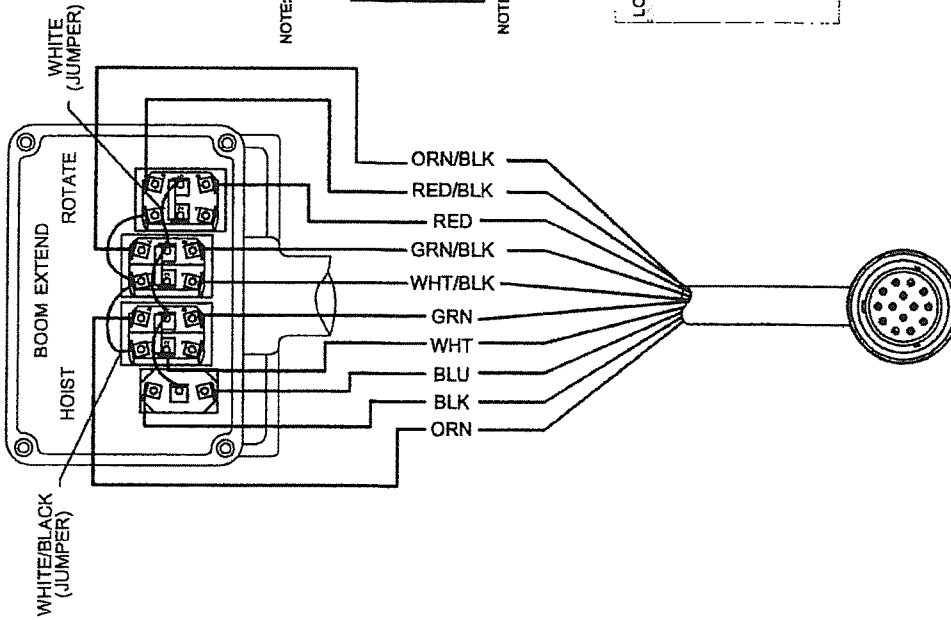 WHITE
(JUMPER)
NOTES
NOTE
LO
ROTATE
BOOM EXTEND
HOIST
WHITE/BLACK
(JUMPER)
ORN/BLK
RED/BLK
RED
GRN/BLK
WHT/BLK
GRN
WHT
BLU
BLK
ORN